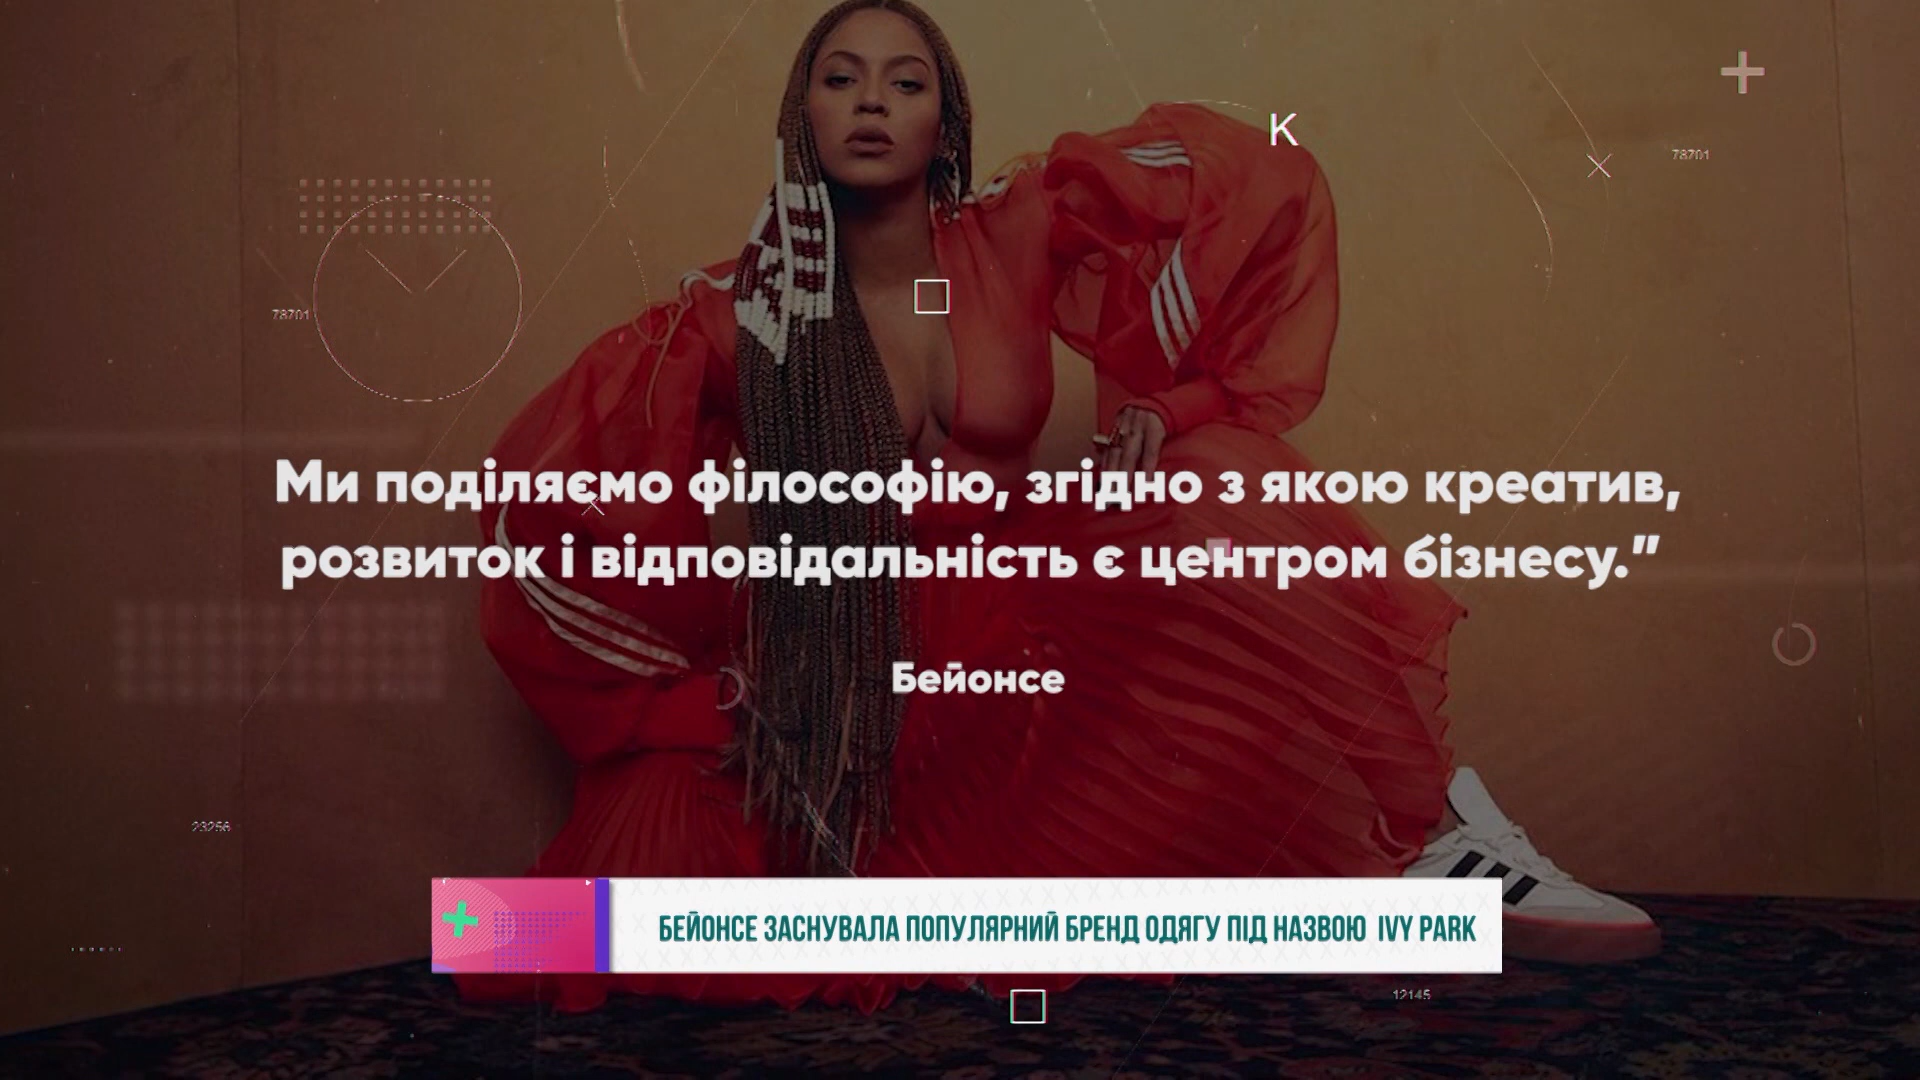 K
78701
78701
Ми поділяємо філософію, згідно з якою креатив,
розвиток і відповідальність є центром бізнесу.”
Бейонсе
23256
БЕЙОНСЕ ЗАСНУВАЛА ПОПУЛЯРНИЙ БРЕНД ОДЯГУ ПІД НАЗВОЮ IVY PARK
12145